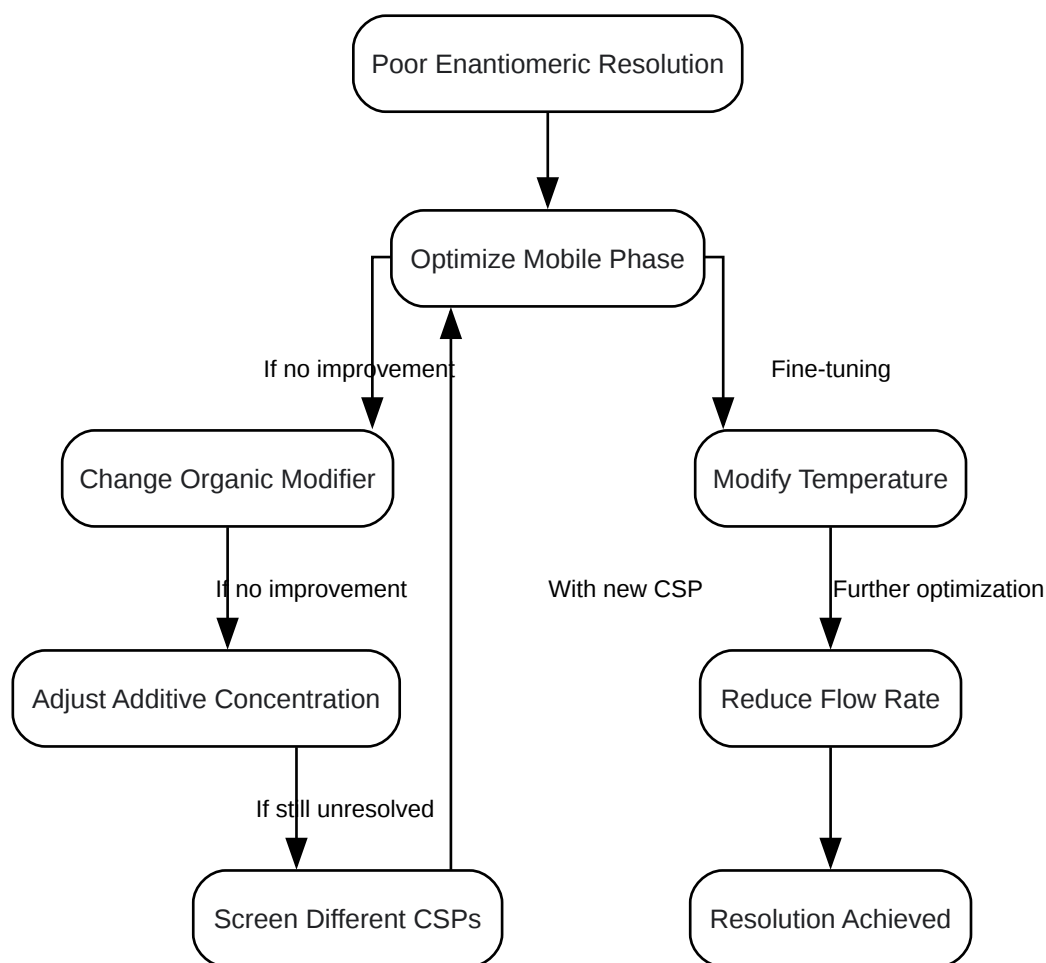 Poor Enantiomeric Resolution
Optimize Mobile Phase
If no improvement
Fine-tuning
Change Organic Modifier
Modify Temperature
If no improvement
With new CSP
Further optimization
Adjust Additive Concentration
Reduce Flow Rate
If still unresolved
Screen Different CSPs
Resolution Achieved